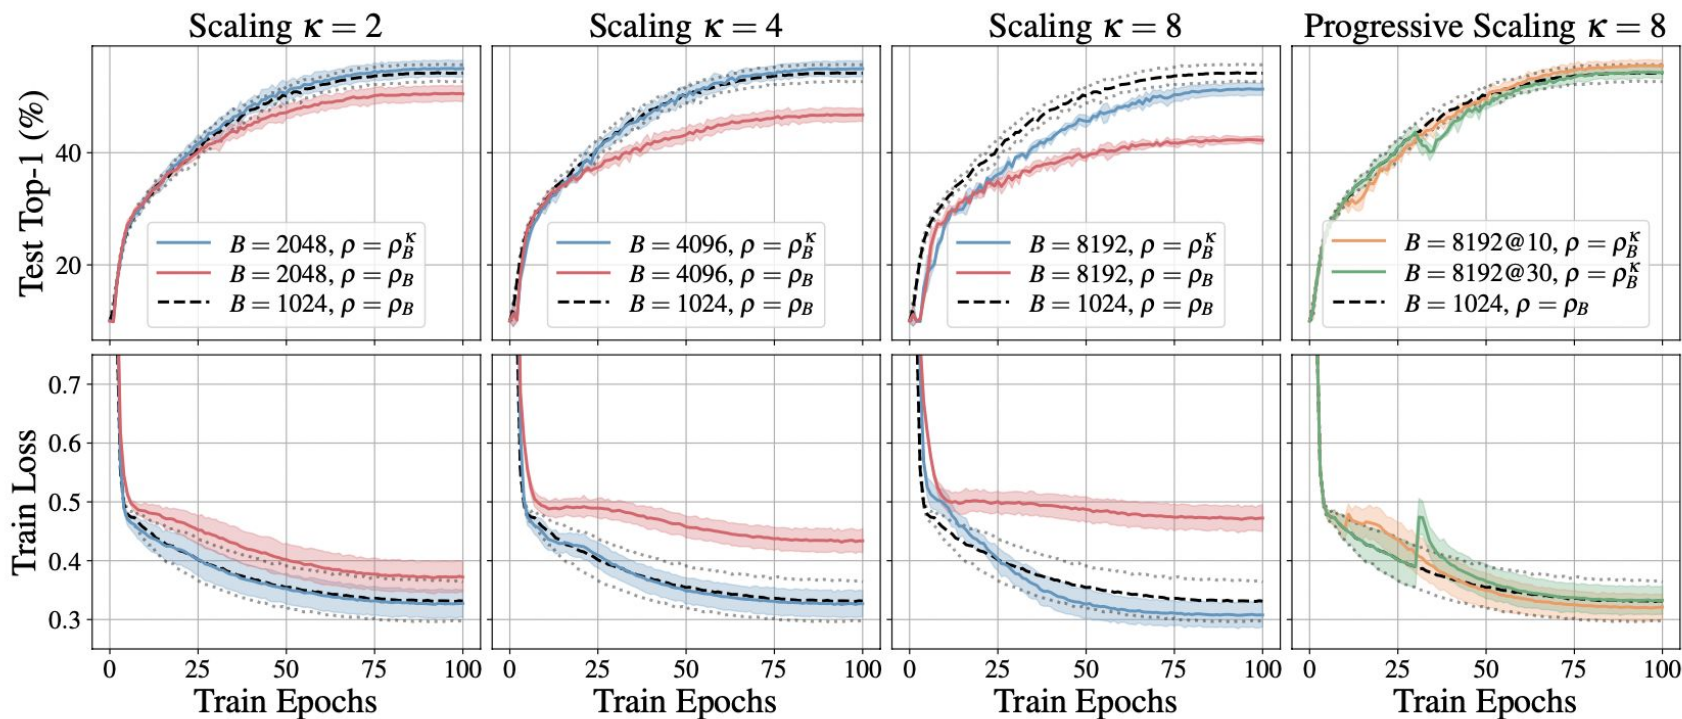 Scaling κ = 2
Scaling κ = 4
Scaling κ = 8
Progressive Scaling κ = 8
Test Top-1 (%)
40
20
B = 2048, ρ = ρ_B^κ
B = 2048, ρ = ρ_B
B = 1024, ρ = ρ_B
B = 4096, ρ = ρ_B^κ
B = 4096, ρ = ρ_B
B = 1024, ρ = ρ_B
B = 8192, ρ = ρ_B^κ
B = 8192, ρ = ρ_B
B = 1024, ρ = ρ_B
B = 8192@10, ρ = ρ_B^κ
B = 8192@30, ρ = ρ_B^κ
B = 1024, ρ = ρ_B
Train Loss
0.7
0.6
0.5
0.4
0.3
0 25 50 75 100
0 25 50 75 100
0 25 50 75 100
0 25 50 75 100
Train Epochs
Train Epochs
Train Epochs
Train Epochs